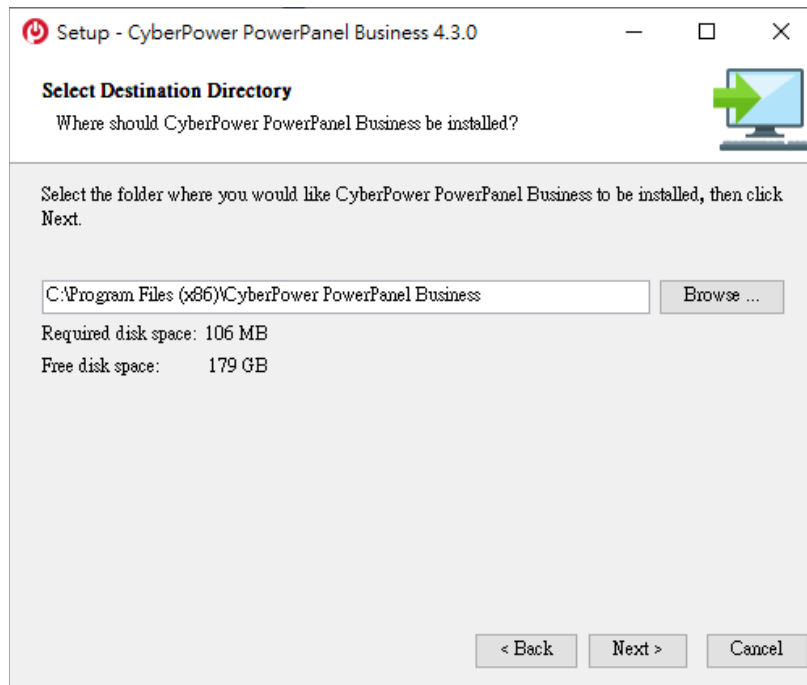 Setup - CyberPower PowerPanel Business 4.3.0
Select Destination Directory
Where should CyberPower PowerPanel Business be installed?
Select the folder where you would like CyberPower PowerPanel Business to be installed, then click
Next.
C:\Program Files (x86)\CyberPower PowerPanel Business
Browse ...
Required disk space: 106 MB
Free disk space: 179 GB
< Back
Next >
Cancel